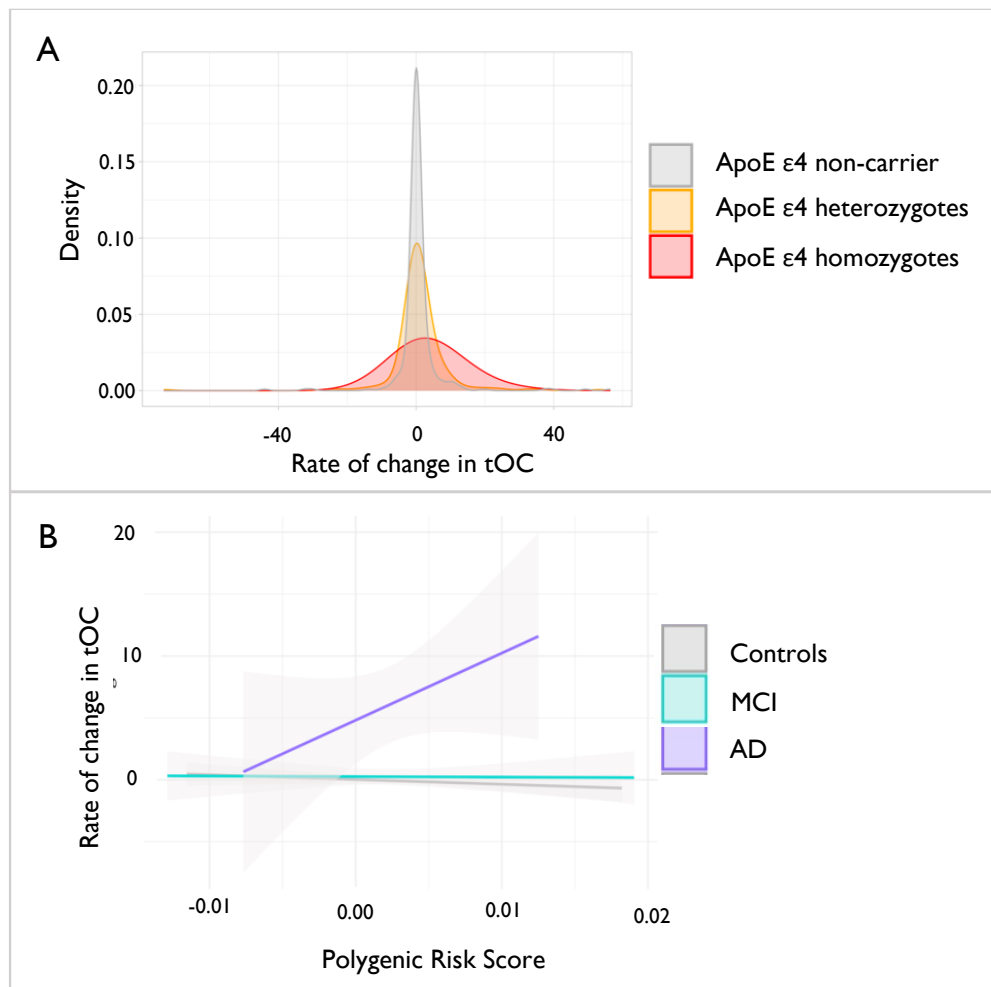 A
0.20
0.15
0.10
0.05
0.00
Density
-40
0
40
Rate of change in tOC
ApoE ε4 non-carrier
ApoE ε4 heterozygotes
ApoE ε4 homozygotes
B
20
10
0
Rate of change in tOC
-0.01
0.00
0.01
0.02
Polygenic Risk Score
Controls
MCI
AD